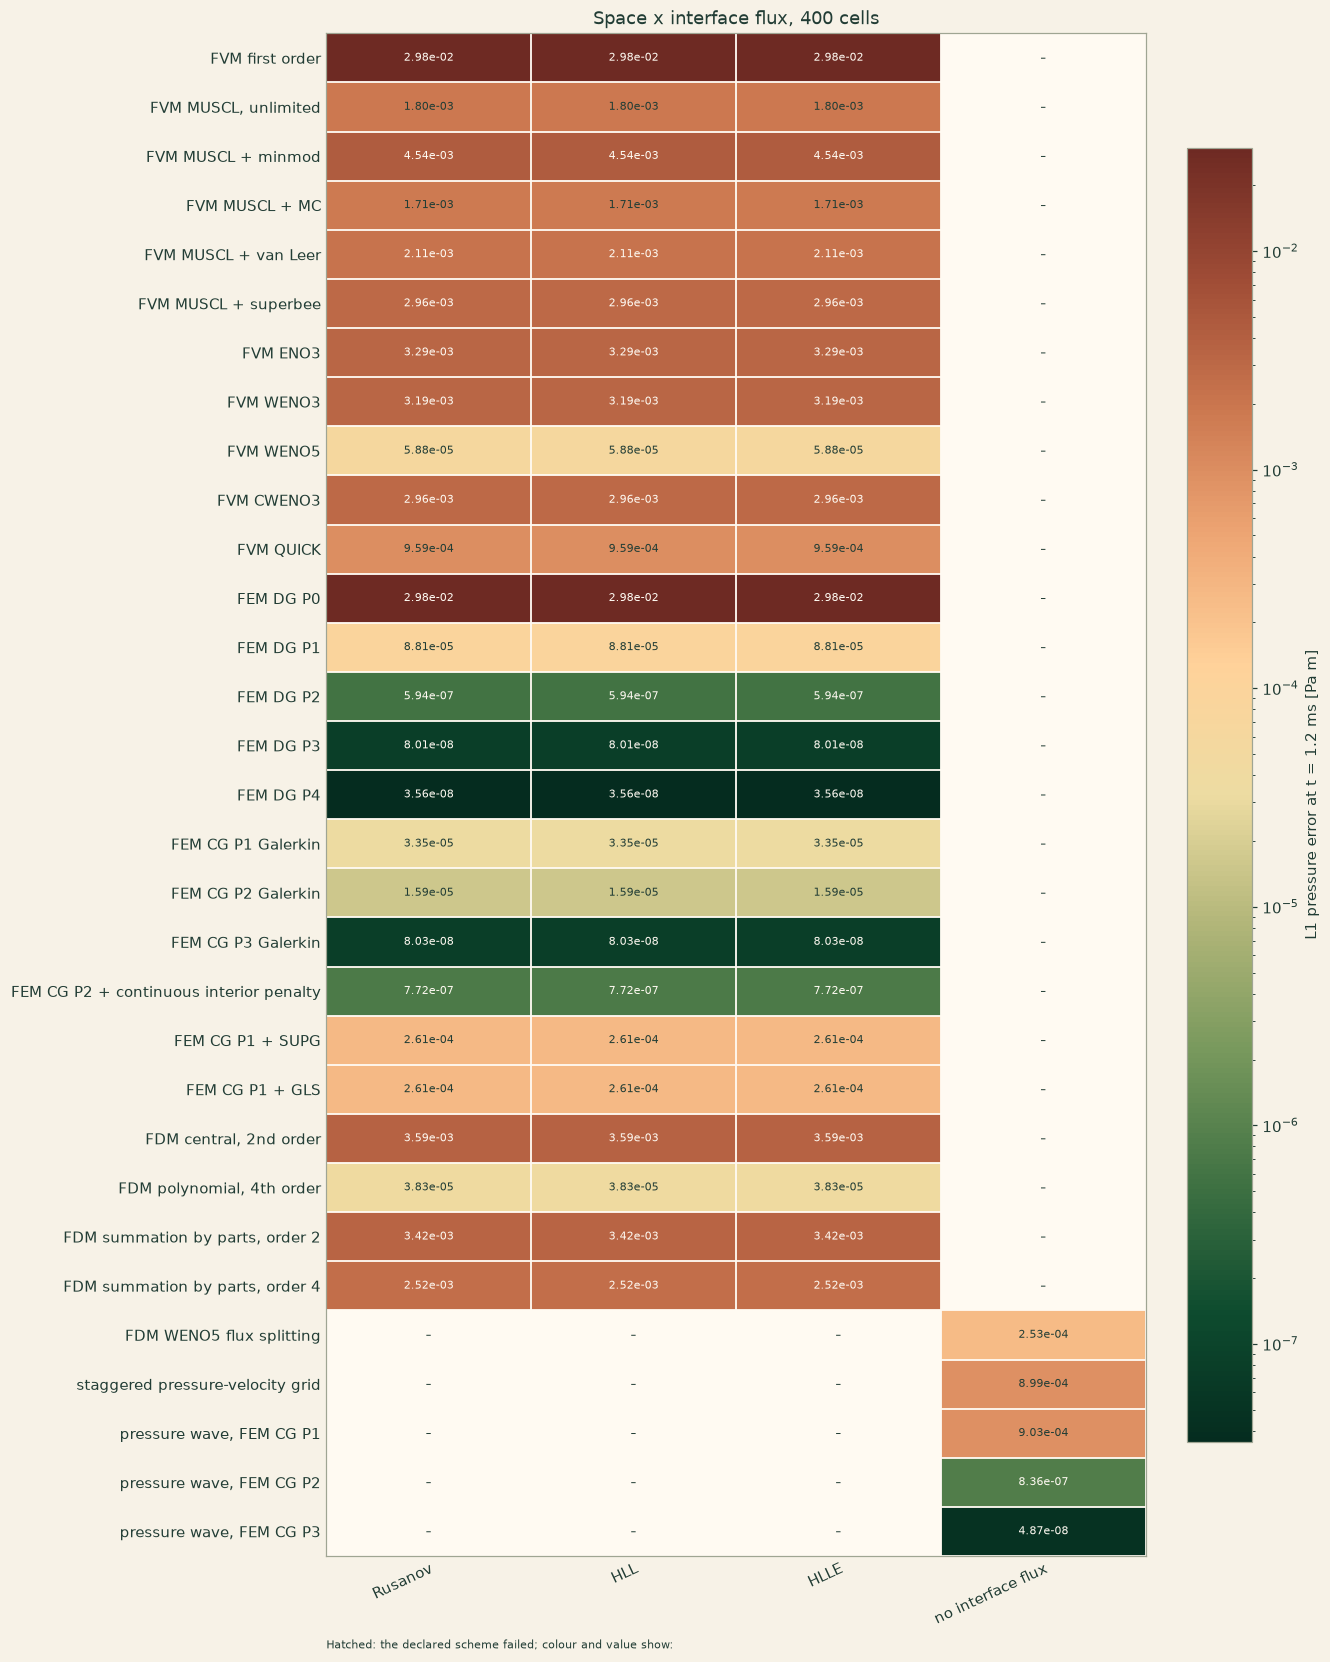 Space x interface flux, 400 cells
FVM first order 2.98e-02 2.98e-02 2.98e-02 –
FVM MUSCL, unlimited 1.80e-03 1.80e-03 1.80e-03 –
FVM MUSCL + minmod 4.54e-03 4.54e-03 4.54e-03 –
FVM MUSCL + MC 1.71e-03 1.71e-03 1.71e-03 –
FVM MUSCL + van Leer 2.11e-03 2.11e-03 2.11e-03 –
FVM MUSCL + superbee 2.96e-03 2.96e-03 2.96e-03 –
FVM ENO3 3.29e-03 3.29e-03 3.29e-03 –
FVM WENO3 3.19e-03 3.19e-03 3.19e-03 –
FVM WENO5 5.88e-05 5.88e-05 5.88e-05 –
FVM CWENO3 2.96e-03 2.96e-03 2.96e-03 –
FVM QUICK 9.59e-04 9.59e-04 9.59e-04 –
FEM DG P0 2.98e-02 2.98e-02 2.98e-02 –
FEM DG P1 8.81e-05 8.81e-05 8.81e-05 –
FEM DG P2 5.94e-07 5.94e-07 5.94e-07 –
FEM DG P3 8.01e-08 8.01e-08 8.01e-08 –
FEM DG P4 3.56e-08 3.56e-08 3.56e-08 –
FEM CG P1 Galerkin 3.35e-05 3.35e-05 3.35e-05 –
FEM CG P2 Galerkin 1.59e-05 1.59e-05 1.59e-05 –
FEM CG P3 Galerkin 8.03e-08 8.03e-08 8.03e-08 –
FEM CG P2 + continuous interior penalty 7.72e-07 7.72e-07 7.72e-07 –
FEM CG P1 + SUPG 2.61e-04 2.61e-04 2.61e-04 –
FEM CG P1 + GLS 2.61e-04 2.61e-04 2.61e-04 –
FDM central, 2nd order 3.59e-03 3.59e-03 3.59e-03 –
FDM polynomial, 4th order 3.83e-05 3.83e-05 3.83e-05 –
FDM summation by parts, order 2 3.42e-03 3.42e-03 3.42e-03 –
FDM summation by parts, order 4 2.52e-03 2.52e-03 2.52e-03 –
FDM WENO5 flux splitting – – – 2.53e-04
staggered pressure-velocity grid – – – 8.99e-04
pressure wave, FEM CG P1 – – – 9.03e-04
pressure wave, FEM CG P2 – – – 8.36e-07
pressure wave, FEM CG P3 – – – 4.87e-08
Rusanov HLL HLLE no interface flux
10⁻²
10⁻³
10⁻⁴
10⁻⁵
10⁻⁶
10⁻⁷
L1 pressure error at t = 1.2 ms [Pa m]
Hatched: the declared scheme failed; colour and value show: